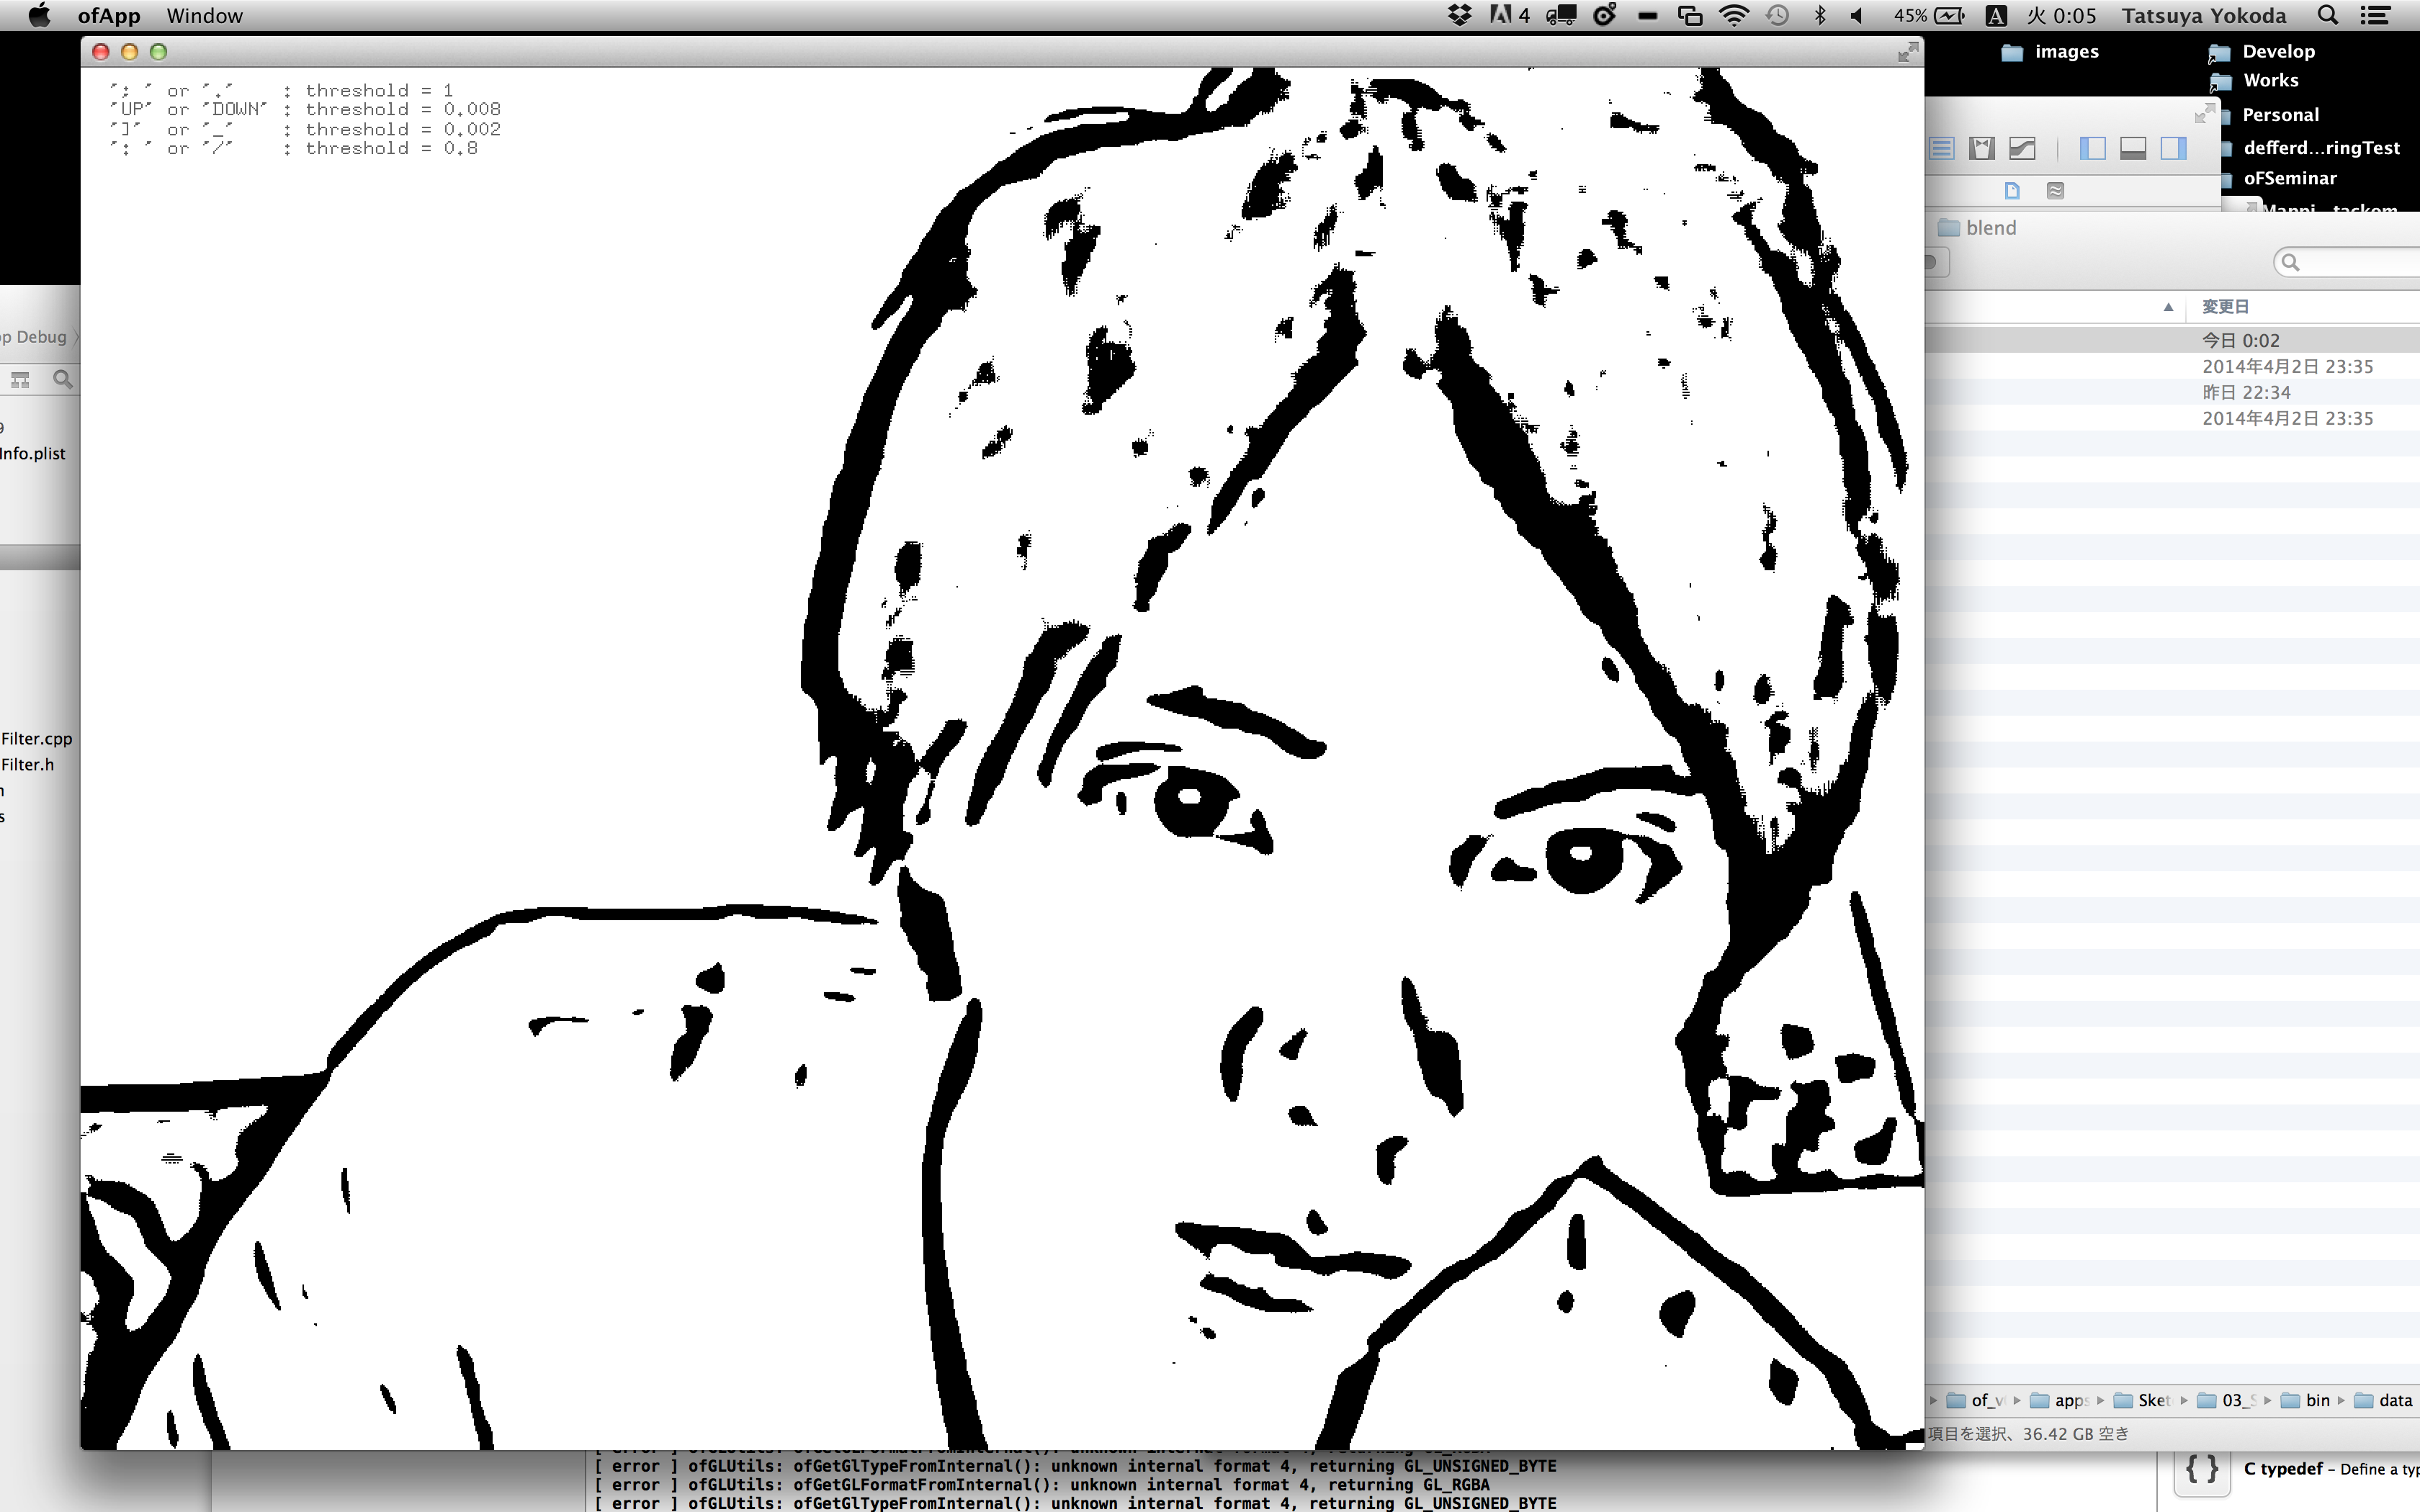 ofApp Window
4
45%
A
火 0:05
Tatsuya Yokoda
images
Develop
Works
Personal
defferd...ringTest
oFSeminar
blend
変更日
今日 0:02
2014年4月2日 23:35
昨日 22:34
2014年4月2日 23:35
Debug
Info.plist
Filter.cpp
Filter.h
';' or '.' : threshold = 1
'UP' or 'DOWN' : threshold = 0.008
']' or '_' : threshold = 0.002
':' or '/' : threshold = 0.8
bin
data
項目を選択、36.42 GB 空き
[ error ] ofGLUtils: ofGetGlTypeFromInternal(): unknown internal format 4, returning GL_UNSIGNED_BYTE
[ error ] ofGLUtils: ofGetGLFormatFromInternal(): unknown internal format 4, returning GL_RGBA
[ error ] ofGLUtils: ofGetGlTypeFromInternal(): unknown internal format 4, returning GL_UNSIGNED_BYTE
{ }
C typedef – Define a